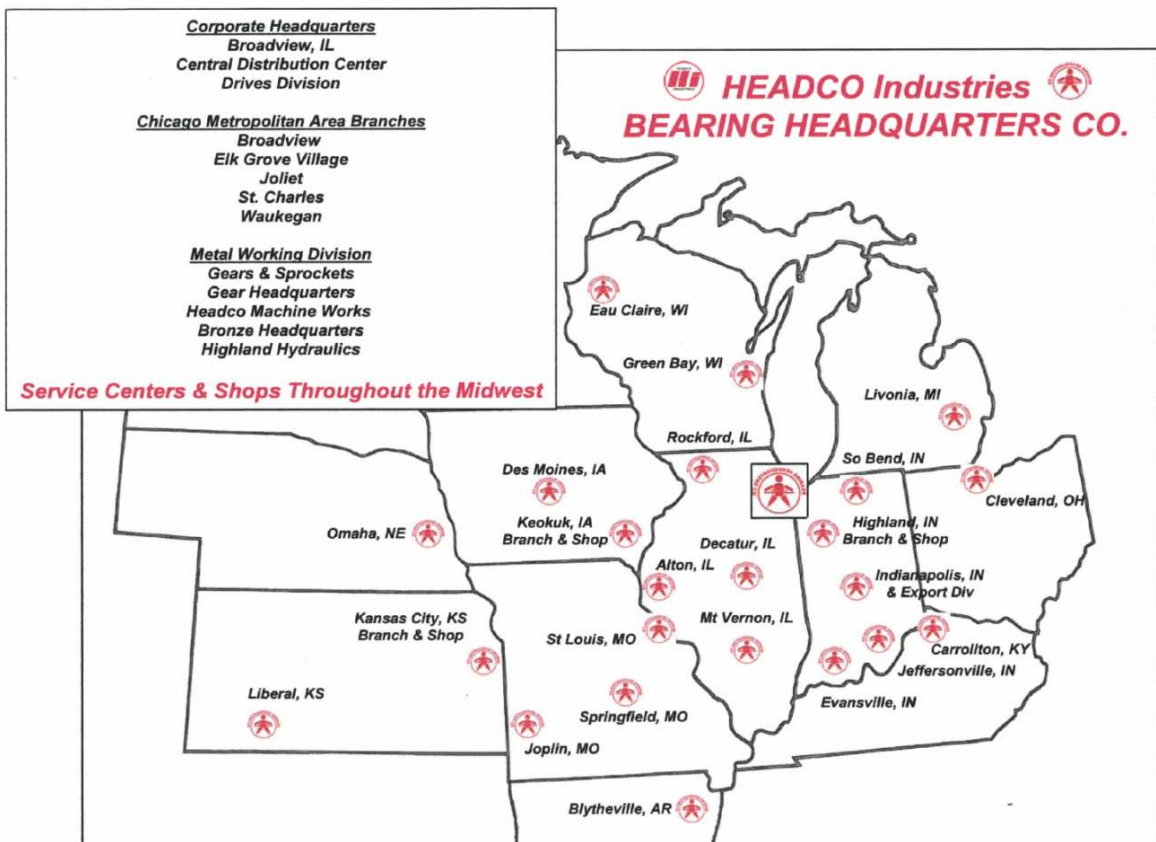 Corporate Headquarters
Broadview, IL
Central Distribution Center
Drives Division
Chicago Metropolitan Area Branches
Broadview
Elk Grove Village
Joliet
St. Charles
Waukegan
Metal Working Division
Gears & Sprockets
Gear Headquarters
Headco Machine Works
Bronze Headquarters
Highland Hydraulics
Service Centers & Shops Throughout the Midwest
HEADCO Industries
BEARING HEADQUARTERS CO.
Eau Claire, WI
Green Bay, WI
Livonia, MI
Rockford, IL
So Bend, IN
Des Moines, IA
Cleveland, OH
Keokuk, IA
Branch & Shop
Omaha, NE
Highland, IN
Branch & Shop
Decatur, IL
Alton, IL
Indianapolis, IN
& Export Div
Kansas City, KS
Branch & Shop
Mt Vernon, IL
St Louis, MO
Carrollton, KY
Jeffersonville, IN
Liberal, KS
Springfield, MO
Evansville, IN
Joplin, MO
Blytheville, AR